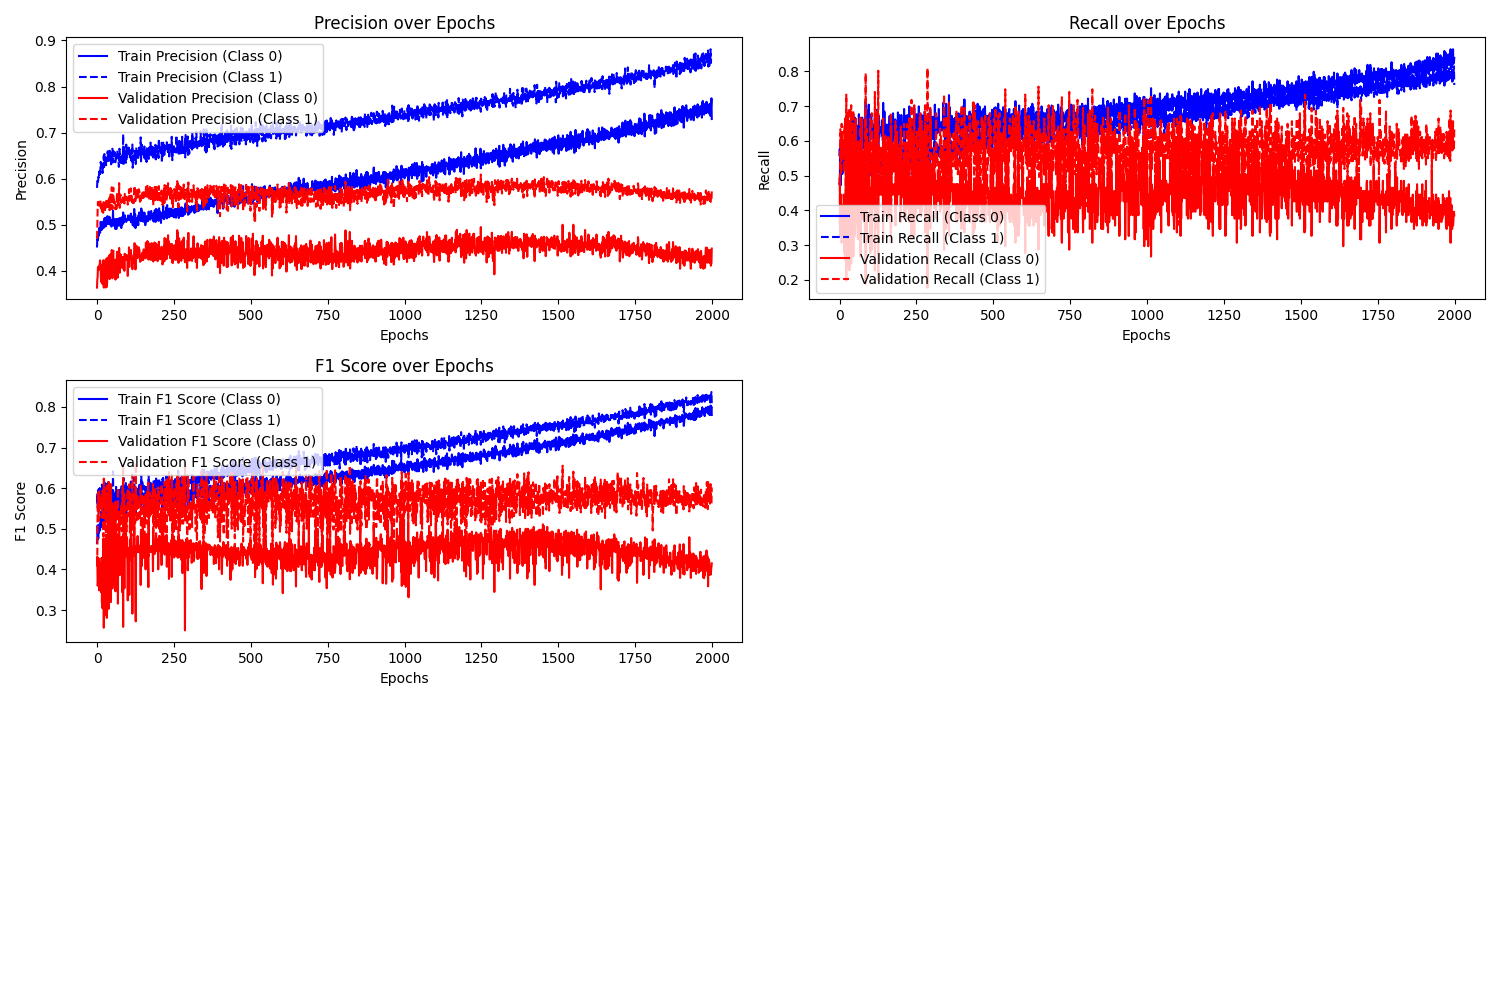 Precision over Epochs
Precision
0.9
0.8
0.7
0.6
0.5
0.4
Train Precision (Class 0)
Train Precision (Class 1)
Validation Precision (Class 0)
Validation Precision (Class 1)
0 250 500 750 1000 1250 1500 1750 2000
Epochs
Recall over Epochs
Recall
0.8
0.7
0.6
0.5
0.4
0.3
0.2
Train Recall (Class 0)
Train Recall (Class 1)
Validation Recall (Class 0)
Validation Recall (Class 1)
0 250 500 750 1000 1250 1500 1750 2000
Epochs
F1 Score over Epochs
F1 Score
0.8
0.7
0.6
0.5
0.4
0.3
Train F1 Score (Class 0)
Train F1 Score (Class 1)
Validation F1 Score (Class 0)
Validation F1 Score (Class 1)
0 250 500 750 1000 1250 1500 1750 2000
Epochs